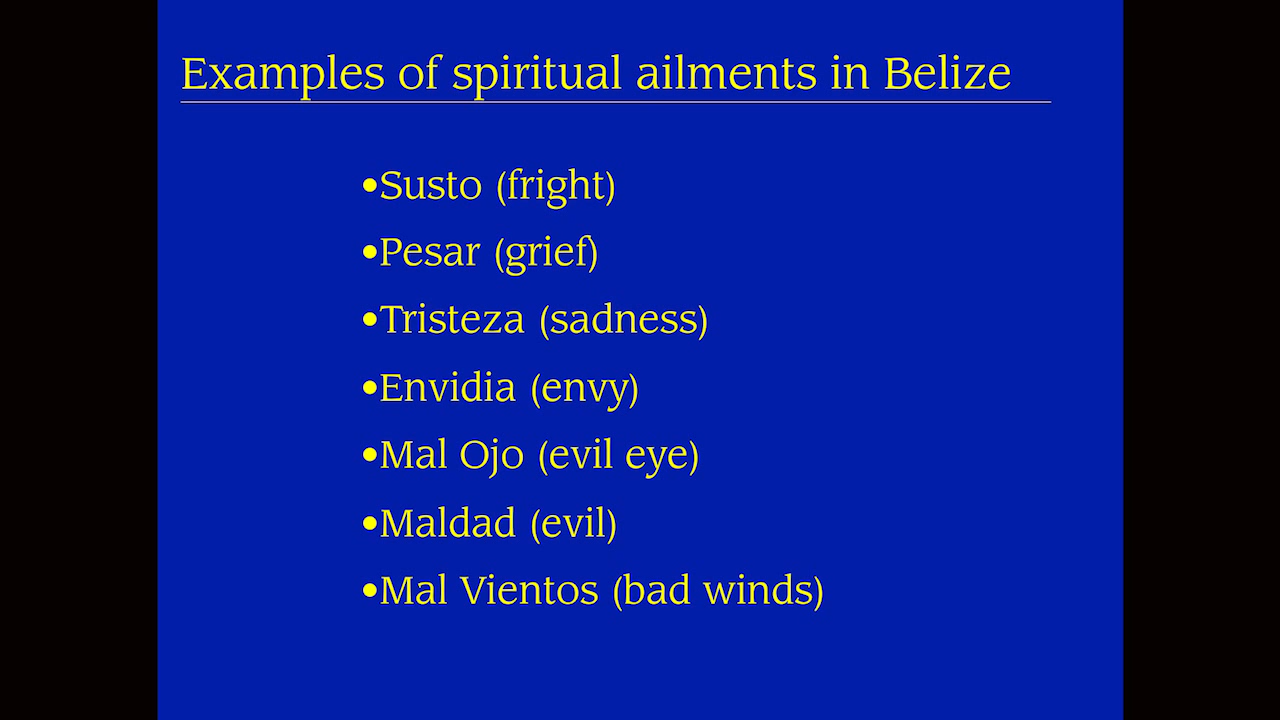 Examples of spiritual ailments in Belize
•Susto (fright)
•Pesar (grief)
•Tristeza (sadness)
•Envidia (envy)
•Mal Ojo (evil eye)
•Maldad (evil)
•Mal Vientos (bad winds)